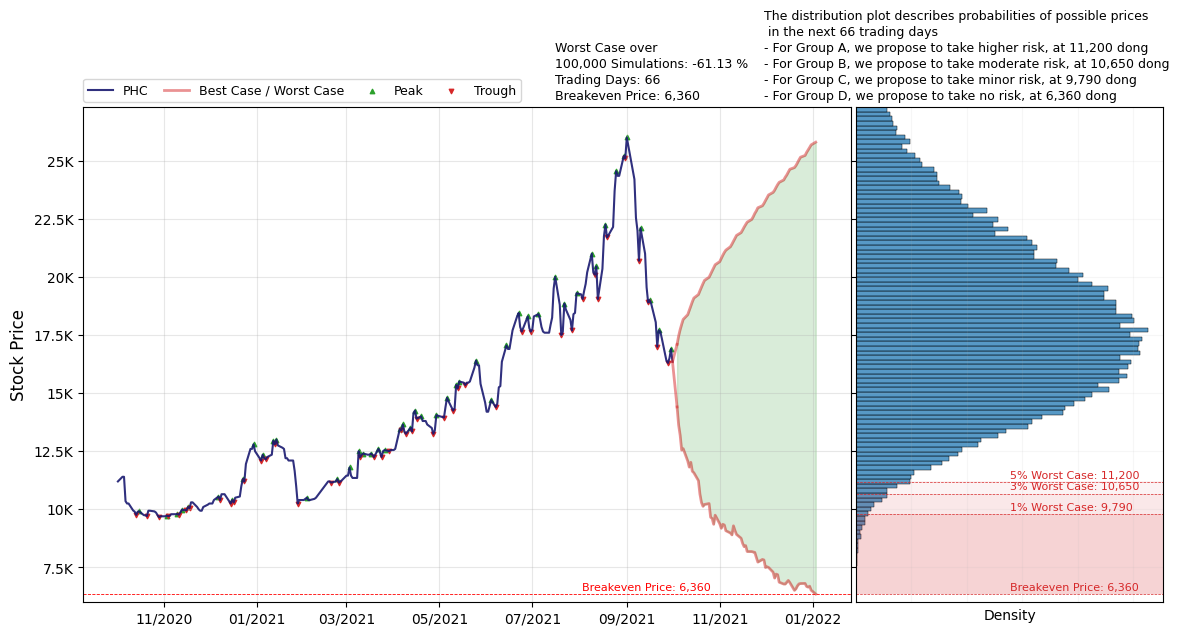 The distribution plot describes probabilities of possible prices
in the next 66 trading days
- For Group A, we propose to take higher risk, at 11,200 dong
- For Group B, we propose to take moderate risk, at 10,650 dong
- For Group C, we propose to take minor risk, at 9,790 dong
- For Group D, we propose to take no risk, at 6,360 dong
Worst Case over
100,000 Simulations: -61.13 %
Trading Days: 66
Breakeven Price: 6,360
PHC
Best Case / Worst Case
Peak
Trough
Stock Price
25K
22.5K
20K
17.5K
15K
12.5K
10K
7.5K
Breakeven Price: 6,360
11/2020
01/2021
03/2021
05/2021
07/2021
09/2021
11/2021
01/2022
5% Worst Case: 11,200
3% Worst Case: 10,650
1% Worst Case: 9,790
Breakeven Price: 6,360
Density